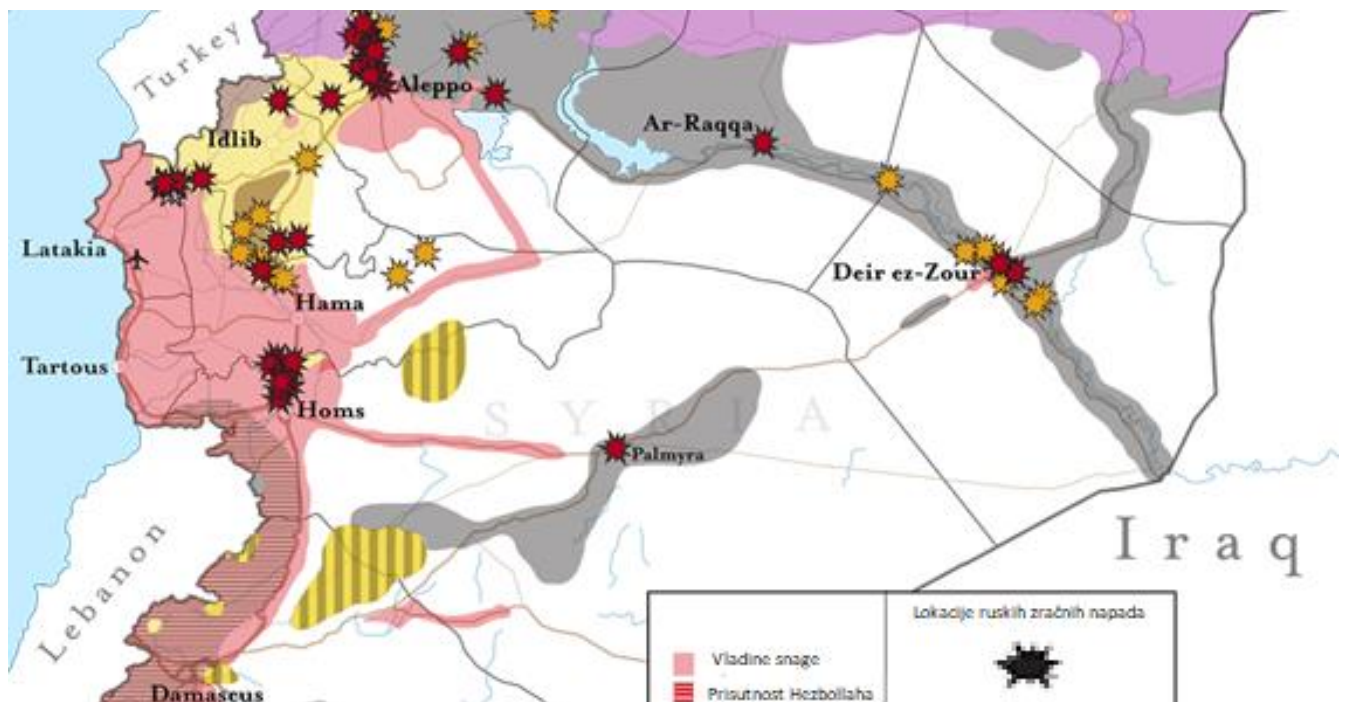 Turkey
Aleppo
Ar-Raqqa
Idlib
Latakia
Deir ez-Zour
Hama
Tartous
Homs
SYRIA
Palmyra
Iraq
Lebanon
Damascus
Lokacije ruskih zračnih napada
Vladine snage
Prisutnost Hezbollaha